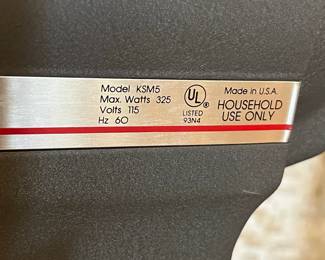 Model KSM5
Max. Watts 325
Volts 115
Hz 60
UL®
LISTED
93N4
Made in U.S.A.
HOUSEHOLD
USE ONLY